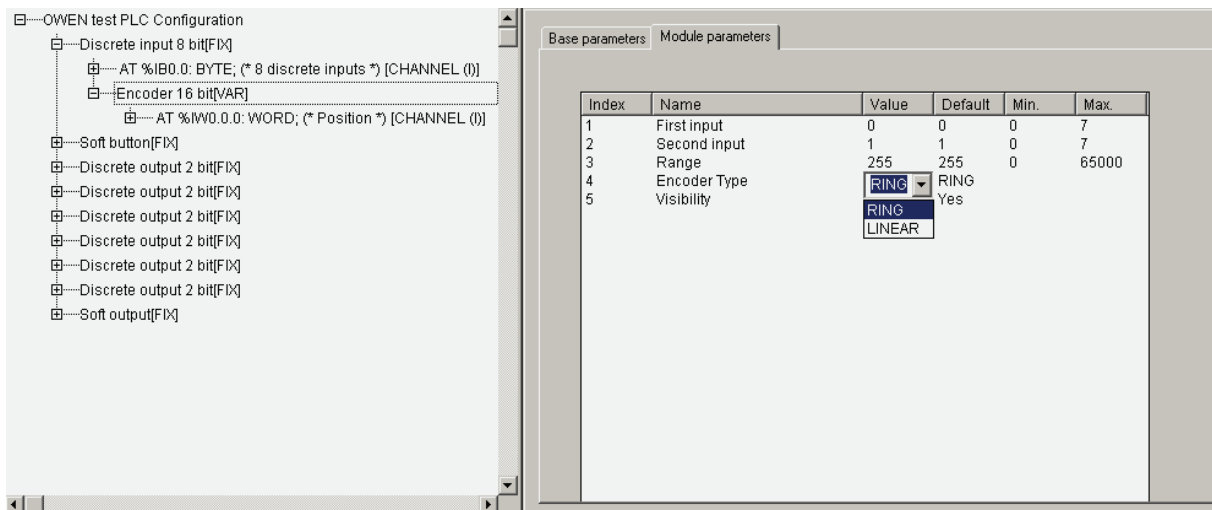 OWEN test PLC Configuration
Discrete input 8 bit[FIX]
AT %IB0.0: BYTE; (* 8 discrete inputs *) [CHANNEL (I)]
Encoder 16 bit[VAR]
AT %IW0.0.0: WORD; (* Position *) [CHANNEL (I)]
Soft button[FIX]
Discrete output 2 bit[FIX]
Discrete output 2 bit[FIX]
Discrete output 2 bit[FIX]
Discrete output 2 bit[FIX]
Discrete output 2 bit[FIX]
Discrete output 2 bit[FIX]
Soft output[FIX]
Base parameters Module parameters
Index Name Value Default Min. Max.
1 First input 0 0 0 7
2 Second input 1 1 0 7
3 Range 255 255 0 65000
4 Encoder Type RING RING
5 Visibility Yes
RING
LINEAR